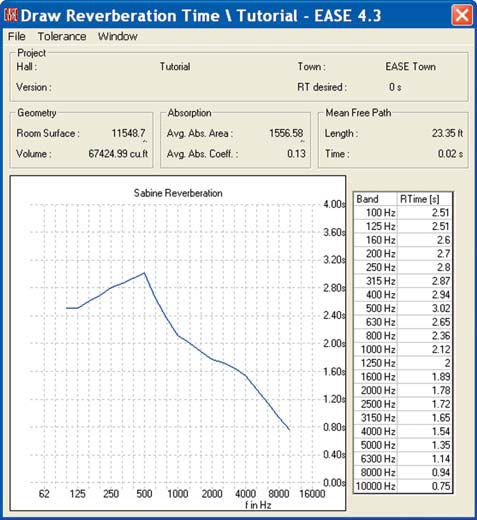 Draw Reverberation Time \ Tutorial - EASE 4.3
File Tolerance Window
Project
Hall : Tutorial Town : EASE Town
Version : RT desired : 0 s
Geometry Absorption Mean Free Path
Room Surface : 11548.7 Avg. Abs. Area : 1556.58 Length : 23.35 ft
Volume : 67424.99 cu.ft Avg. Abs. Coeff. : 0.13 Time : 0.02 s
Sabine Reverberation
4.00s
3.60s
3.20s
2.80s
2.40s
2.00s
1.60s
1.20s
0.80s
0.40s
0.00s
62 125 250 500 1000 2000 4000 8000 16000
f in Hz
Band RTime [s]
100 Hz 2.51
125 Hz 2.51
160 Hz 2.6
200 Hz 2.7
250 Hz 2.8
315 Hz 2.87
400 Hz 2.94
500 Hz 3.02
630 Hz 2.65
800 Hz 2.36
1000 Hz 2.12
1250 Hz 2
1600 Hz 1.89
2000 Hz 1.78
2500 Hz 1.72
3150 Hz 1.65
4000 Hz 1.54
5000 Hz 1.35
6300 Hz 1.14
8000 Hz 0.94
10000 Hz 0.75